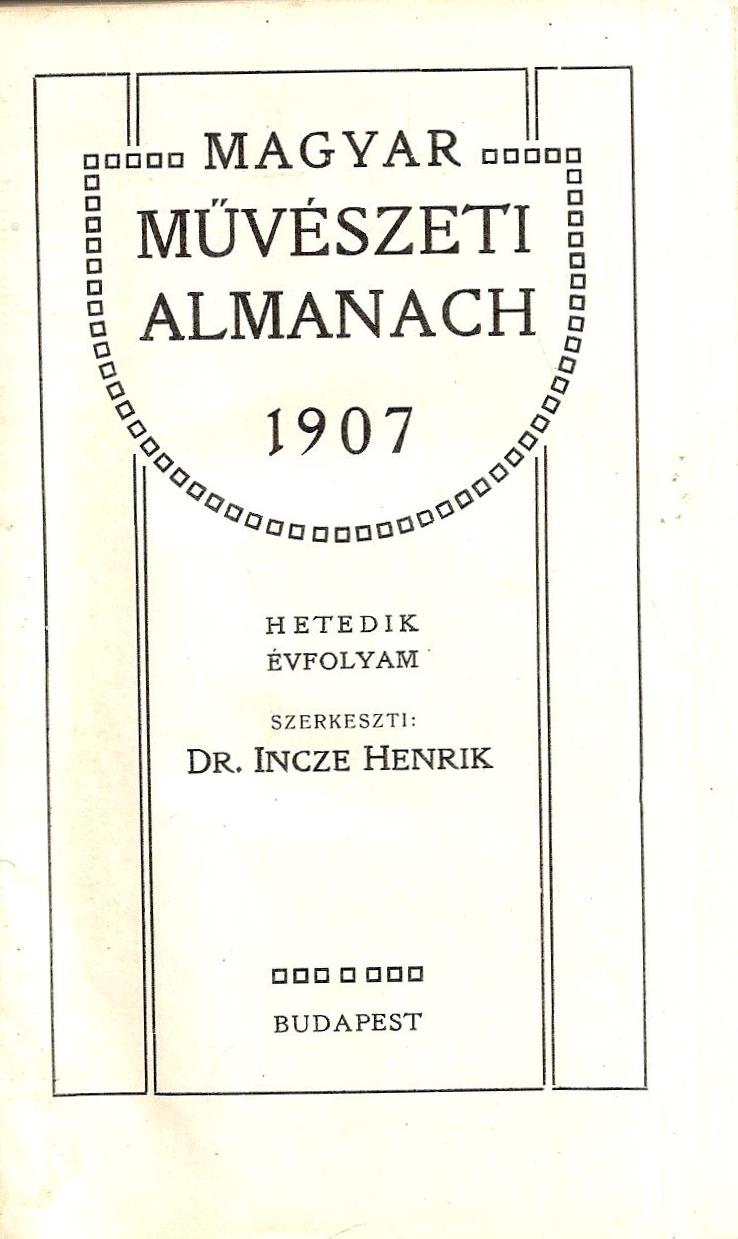 MAGYAR
MŰVÉSZETI
ALMANACH
1907
HETEDIK
ÉVFOLYAM
SZERKESZTI:
DR. INCZE HENRIK
BUDAPEST